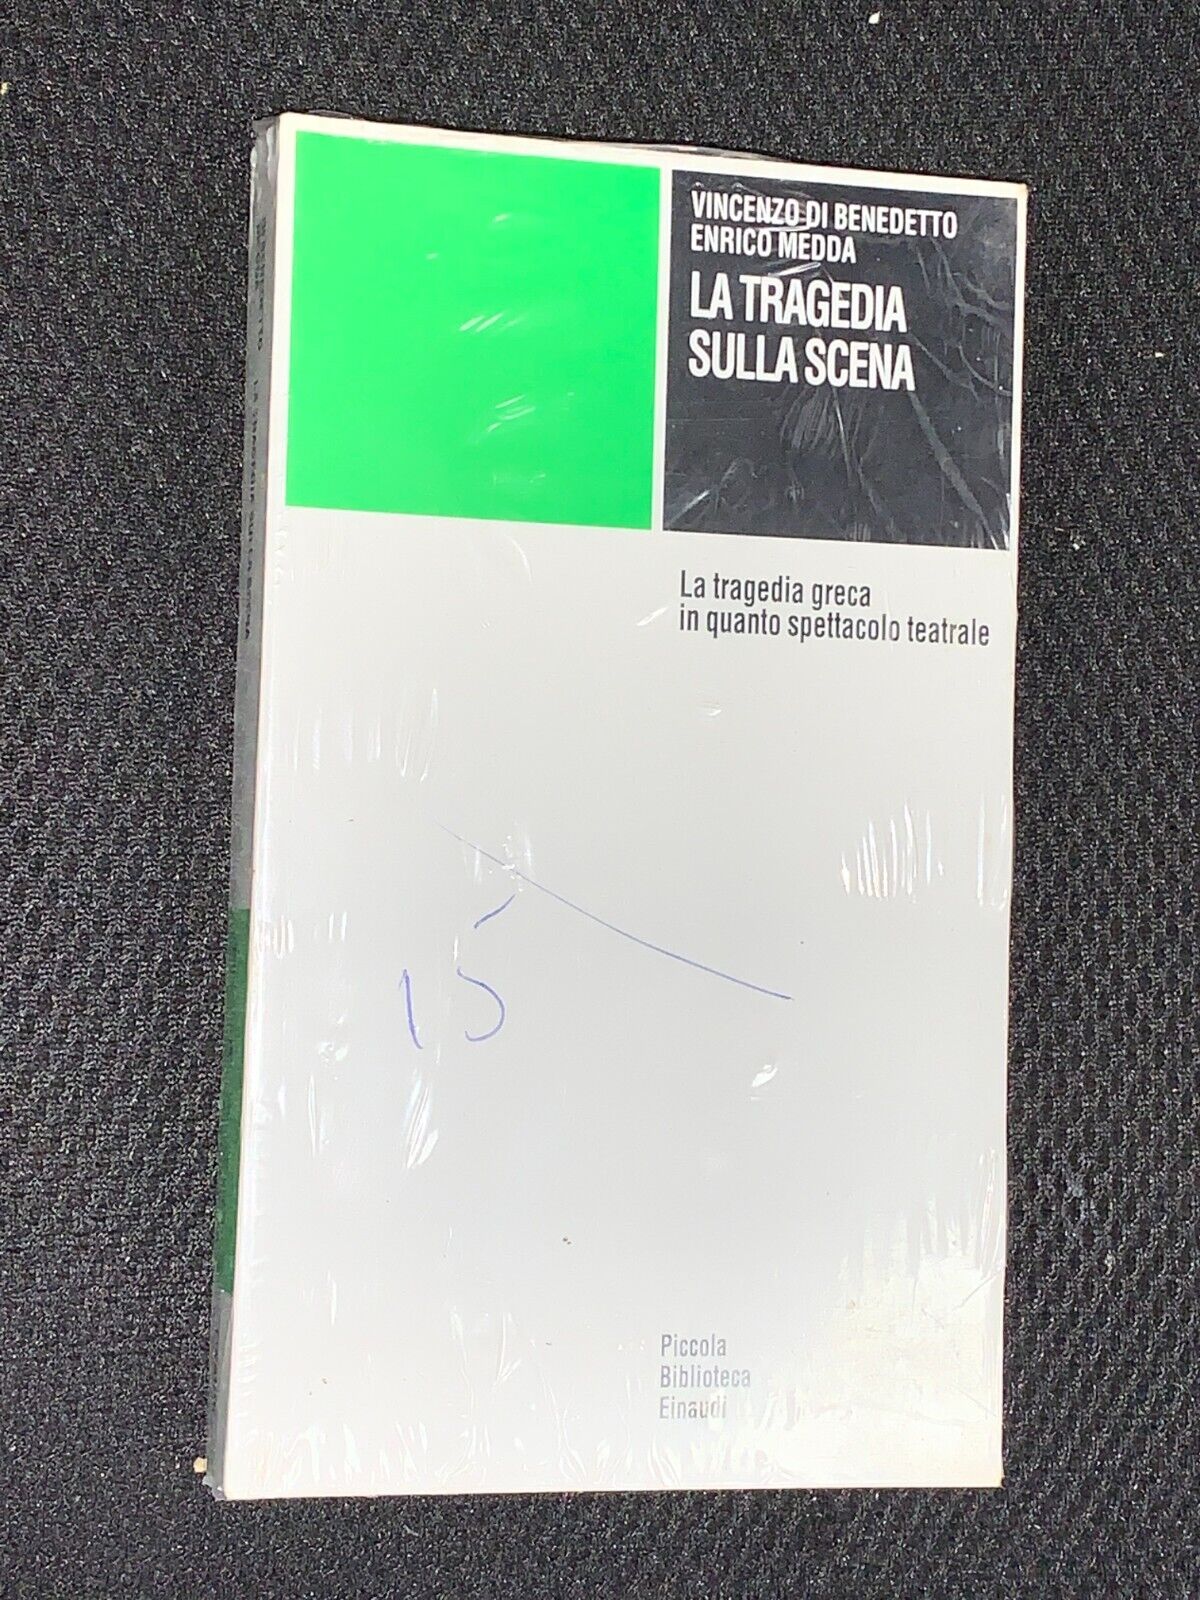 VINCENZO DI BENEDETTO
ENRICO MEDDA
LA TRAGEDIA
SULLA SCENA
La tragedia greca
in quanto spettacolo teatrale
15
Piccola
Biblioteca
Einaudi